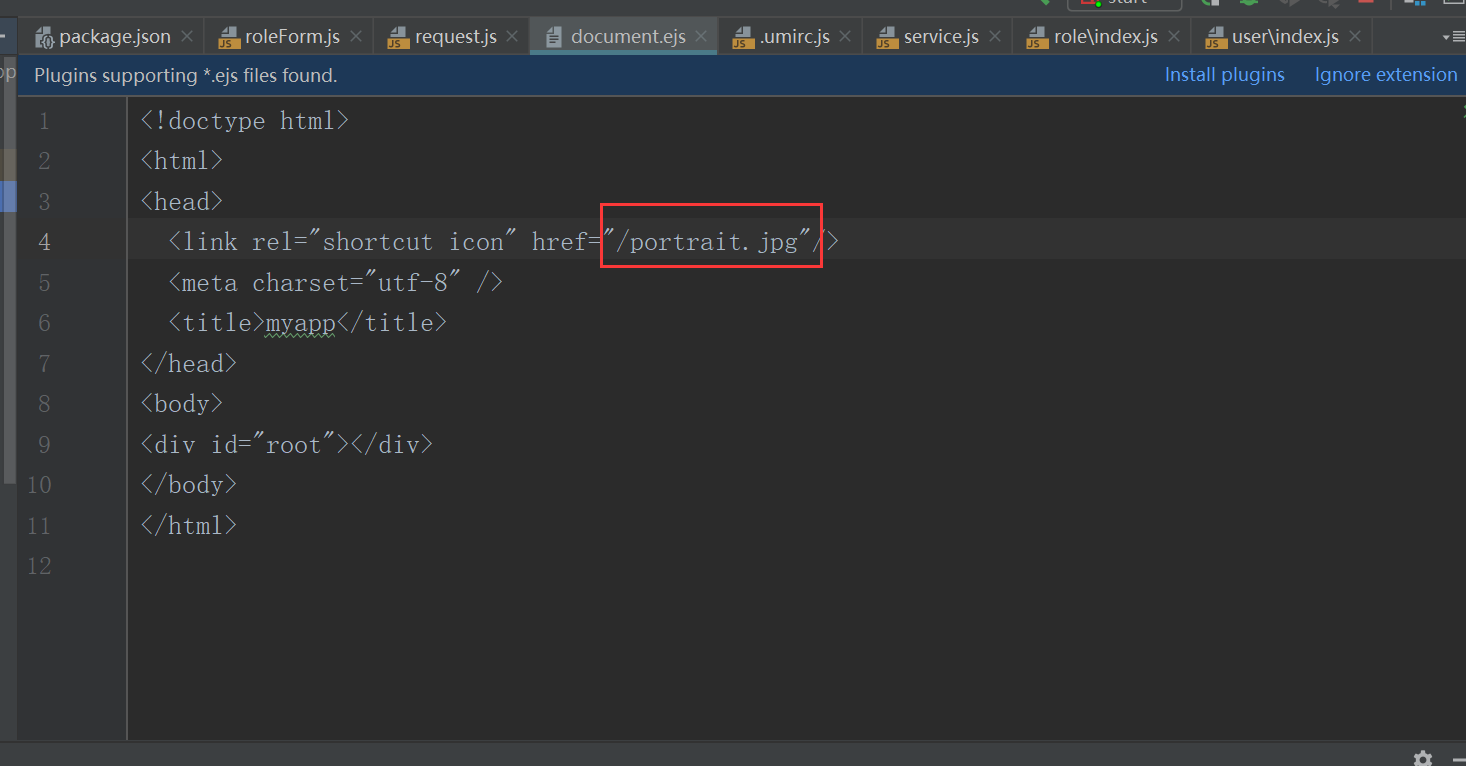 start
package.json roleForm.js request.js document.ejs .umirc.js service.js role\index.js user\index.js
Plugins supporting *.ejs files found. Install plugins Ignore extension
1 <!doctype html>
2 <html>
3 <head>
4 <link rel="shortcut icon" href="/portrait.jpg"/>
5 <meta charset="utf-8" />
6 <title>myapp</title>
7 </head>
8 <body>
9 <div id="root"></div>
10 </body>
11 </html>
12